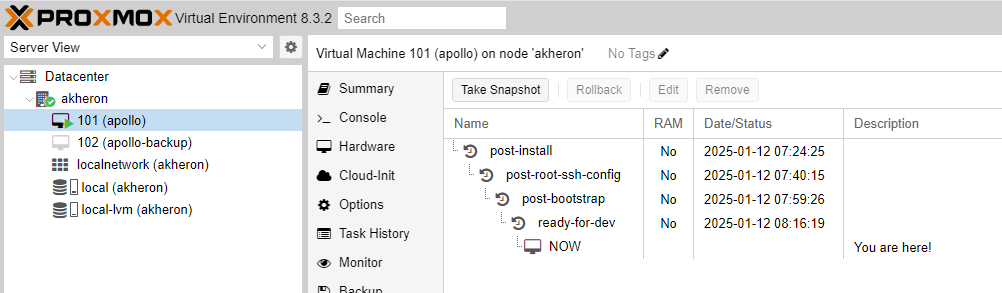 PROXMOX Virtual Environment 8.3.2 Search
Server View
Datacenter
akheron
101 (apollo)
102 (apollo-backup)
localnetwork (akheron)
local (akheron)
local-lvm (akheron)
Virtual Machine 101 (apollo) on node 'akheron' No Tags
Summary
Console
Hardware
Cloud-Init
Options
Task History
Monitor
Backup
Take Snapshot Rollback Edit Remove
Name RAM Date/Status Description
post-install No 2025-01-12 07:24:25
post-root-ssh-config No 2025-01-12 07:40:15
post-bootstrap No 2025-01-12 07:59:26
ready-for-dev No 2025-01-12 08:16:19
NOW You are here!